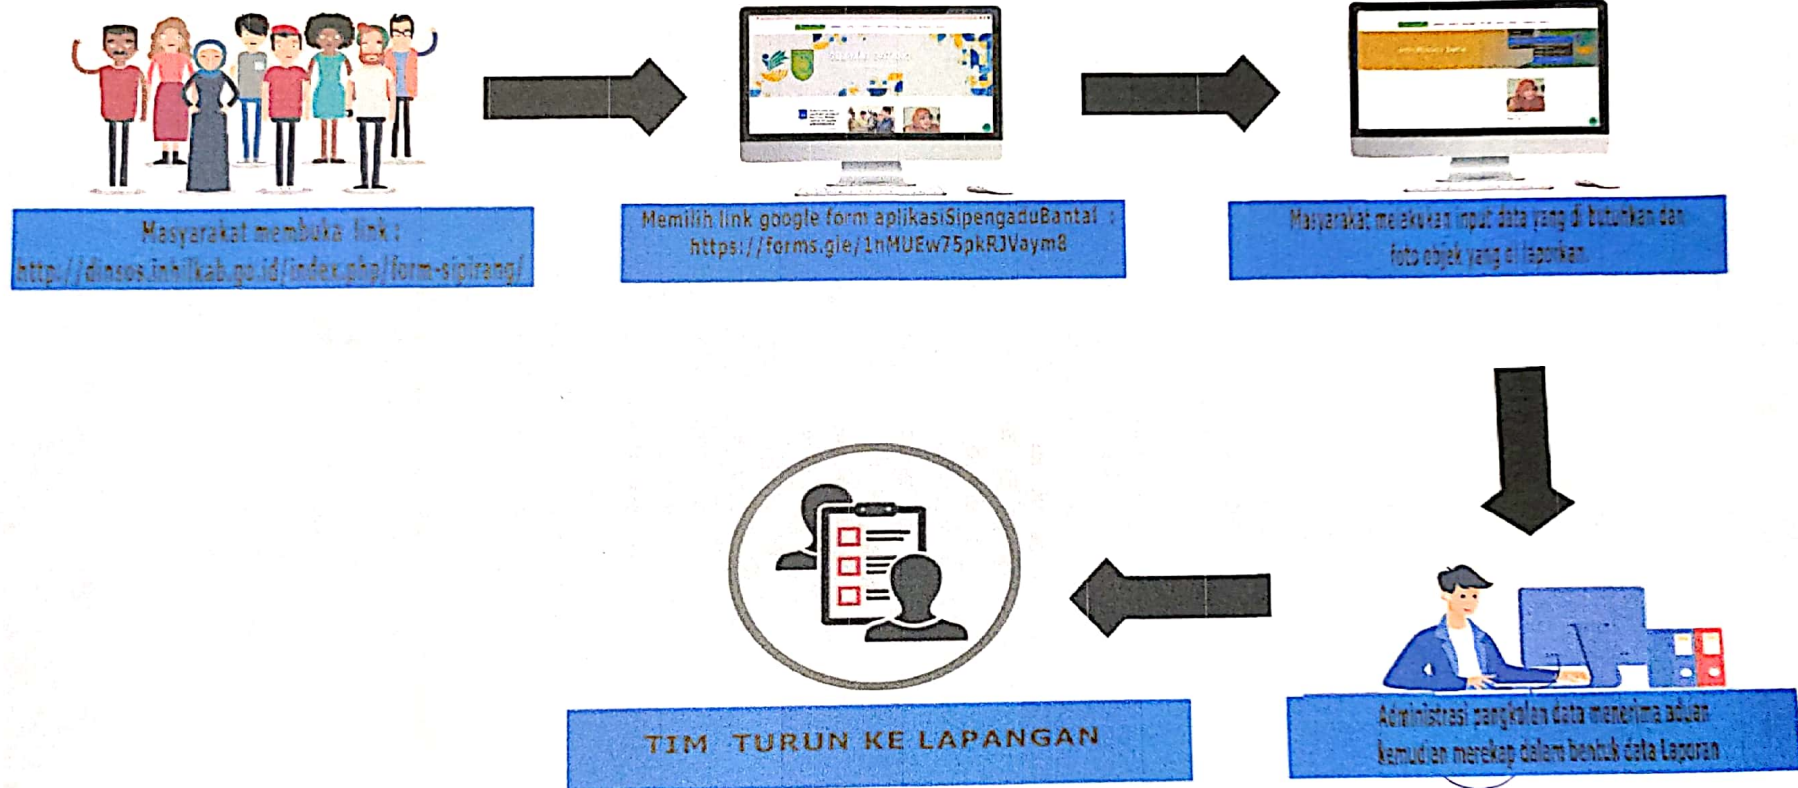 Masyarakat membuka link :
http://dinsos.inhilkab.go.id/index.php/form-sipirang/
Memilih link google form aplikasiSipengaduBantal :
https://forms.gle/1nMUEw75pkRJVaym8
Masyarakat melakukan input data yang di butuhkan dan
foto objek yang di laporkan.
TIM TURUN KE LAPANGAN
Administrasi pangkalan data menerima aduan
kemudian merekap dalam bentuk data Laporan